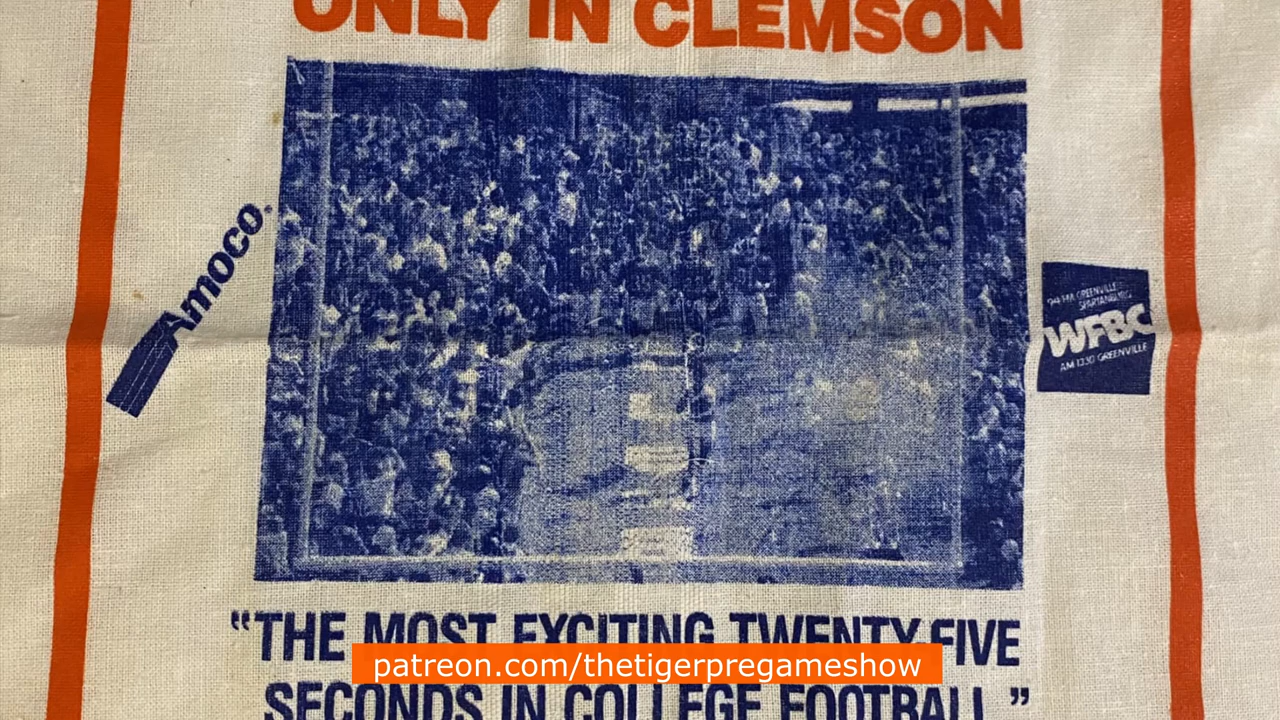 ONLY IN CLEMSON
Amoco
94 FM GREENVILLE
SPARTANBURG
WFBC
AM 1330 GREENVILLE
"THE MOST EXCITING TWENTY FIVE
patreon.com/thetigerpregameshow
SECONDS IN COLLEGE FOOTBALL"